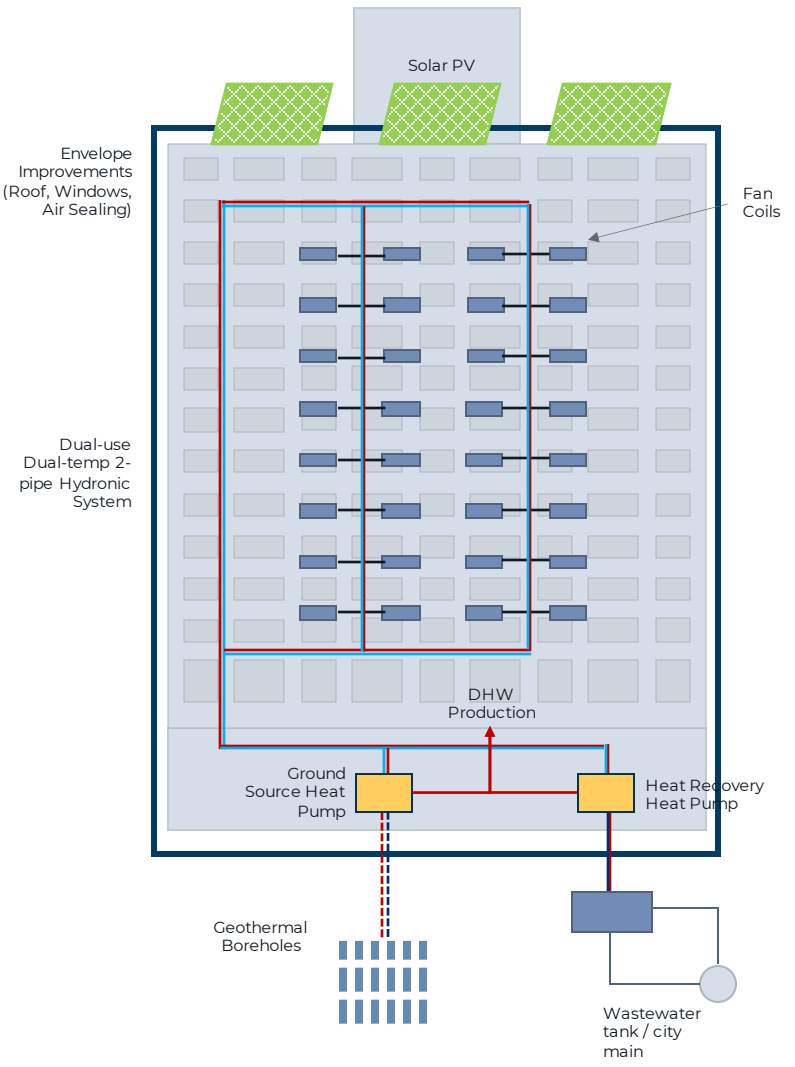 Solar PV
Envelope
Improvements
(Roof, Windows,
Air Sealing)
Fan
Coils
Dual-use
Dual-temp 2-
pipe Hydronic
System
DHW
Production
Ground
Source Heat
Pump
Heat Recovery
Heat Pump
Geothermal
Boreholes
Wastewater
tank / city
main